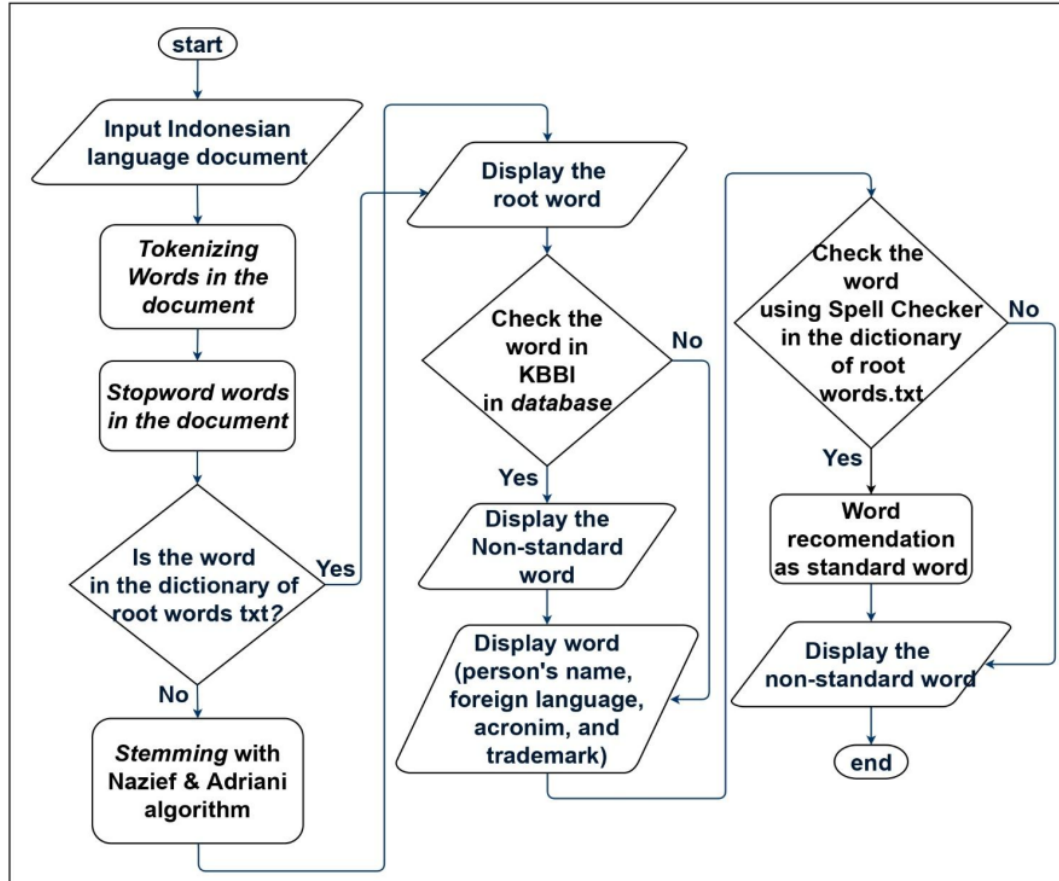 start
Input Indonesian
language document
Tokenizing
Words in the
document
Stopword words
in the document
Is the word
in the dictionary of
root words txt?
Yes
No
Stemming with
Nazief & Adriani
algorithm
Display the
root word
Check the
word in
KBBI
in database
No
Yes
Display the
Non-standard
word
Display word
(person's name,
foreign language,
acronim, and
trademark)
Check the
word
using Spell Checker
in the dictionary
of root
words.txt
No
Yes
Word
recomendation
as standard word
Display the
non-standard word
end